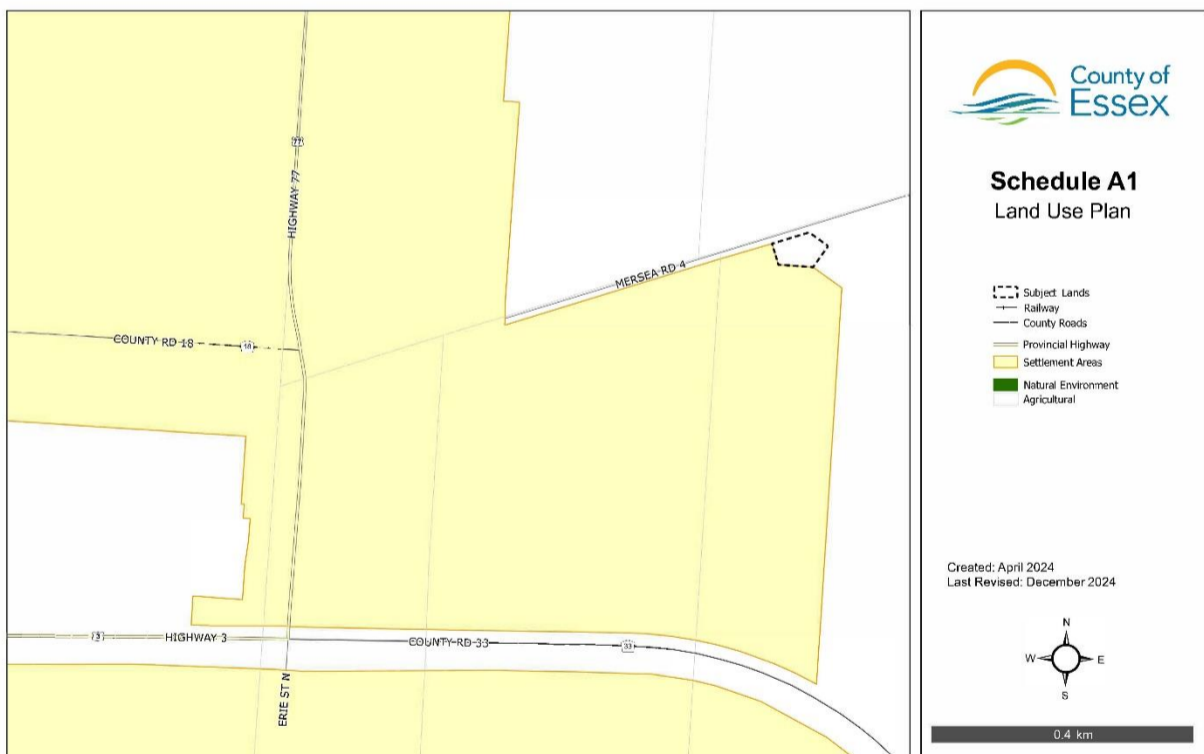 77
HIGHWAY 77
MERSEA RD 4
COUNTY RD 18
18
3
HIGHWAY 3
COUNTY RD 33
33
ERIE ST N
County of
Essex
Schedule A1
Land Use Plan
Subject Lands
Railway
County Roads
Provincial Highway
Settlement Areas
Natural Environment
Agricultural
Created: April 2024
Last Revised: December 2024
N
W
E
S
0.4 km